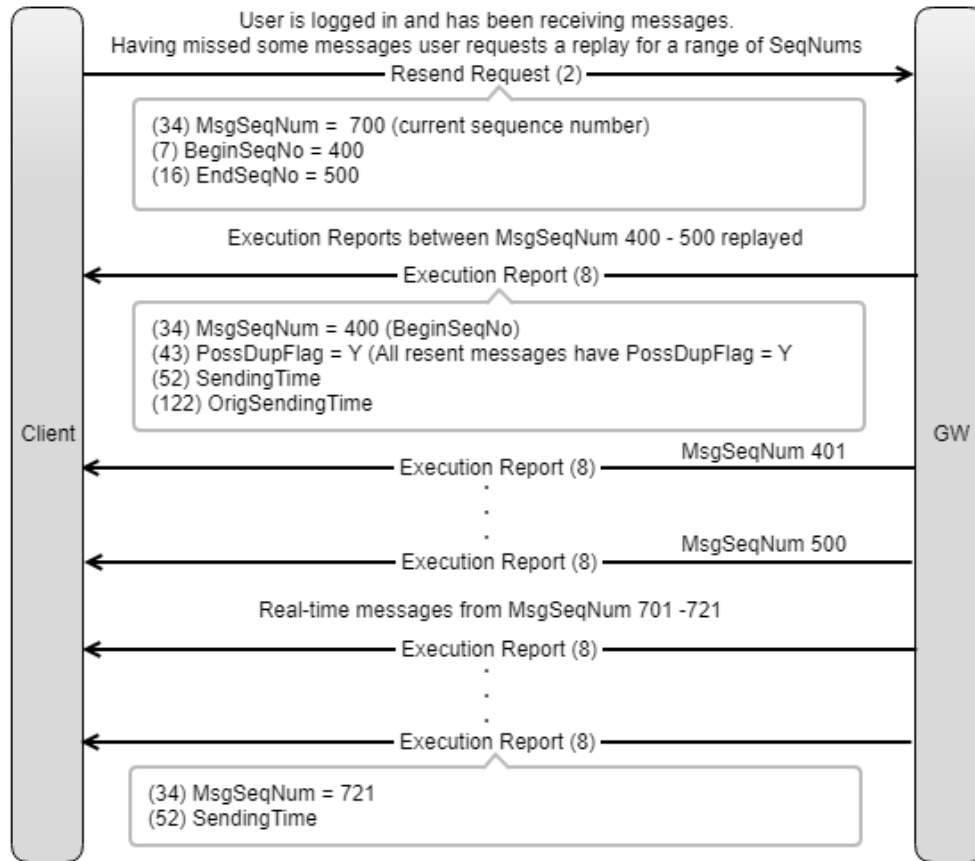 User is logged in and has been receiving messages.
Having missed some messages user requests a replay for a range of SeqNums
Resend Request (2)
(34) MsgSeqNum =  700 (current sequence number)
(7) BeginSeqNo = 400
(16) EndSeqNo = 500
Execution Reports between MsgSeqNum 400 - 500 replayed
Execution Report (8)
(34) MsgSeqNum = 400 (BeginSeqNo)
(43) PossDupFlag = Y (All resent messages have PossDupFlag = Y
(52) SendingTime
(122) OrigSendingTime
Client
GW
MsgSeqNum 401
Execution Report (8)
MsgSeqNum 500
Execution Report (8)
Real-time messages from MsgSeqNum 701 -721
Execution Report (8)
Execution Report (8)
(34) MsgSeqNum = 721
(52) SendingTime